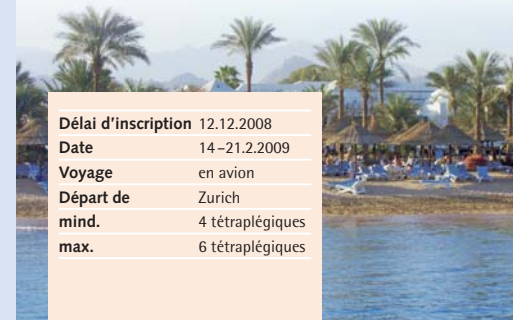 Délai d'inscription 12.12.2008
Date 14–21.2.2009
Voyage en avion
Départ de Zurich
mind. 4 tétraplégiques
max. 6 tétraplégiques